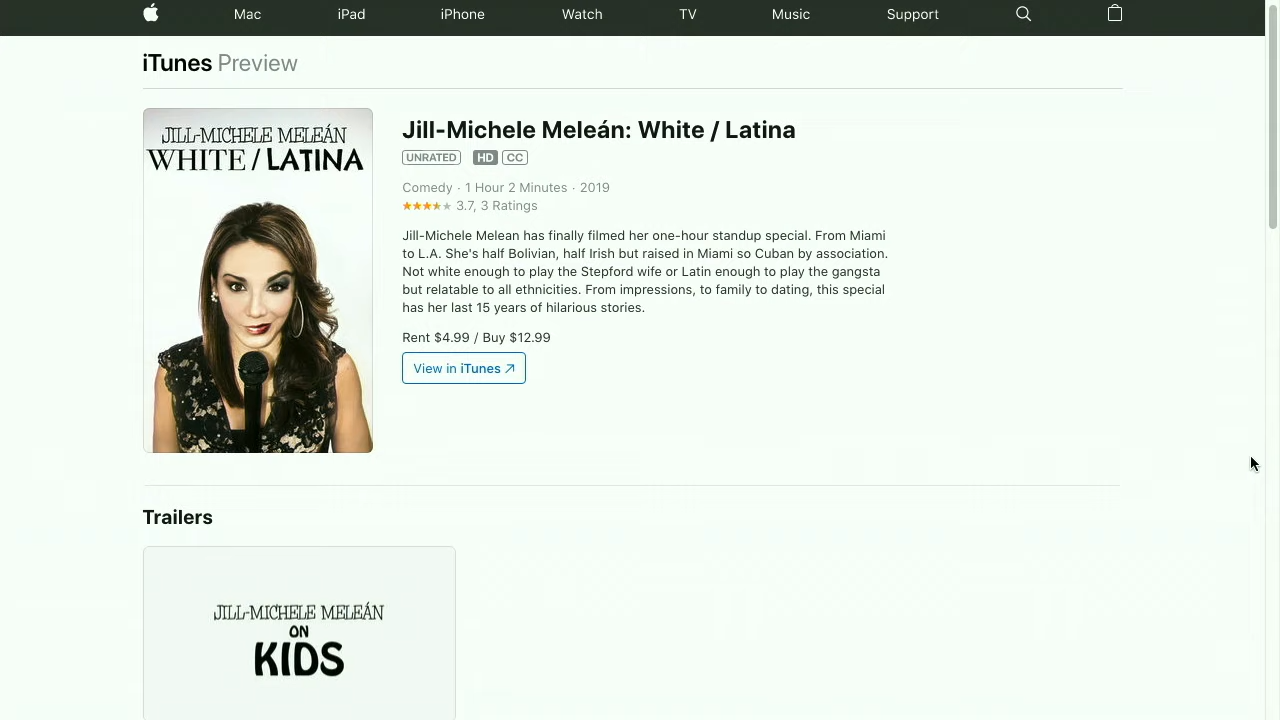 Mac iPad iPhone Watch TV Music Support
iTunes Preview
JILL-MICHELE MELEÁN
WHITE / LATINA
Jill-Michele Meleán: White / Latina
UNRATED HD CC
Comedy · 1 Hour 2 Minutes · 2019
3.7, 3 Ratings
Jill-Michele Melean has finally filmed her one-hour standup special. From Miami
to L.A. She's half Bolivian, half Irish but raised in Miami so Cuban by association.
Not white enough to play the Stepford wife or Latin enough to play the gangsta
but relatable to all ethnicities. From impressions, to family to dating, this special
has her last 15 years of hilarious stories.
Rent $4.99 / Buy $12.99
View in iTunes
Trailers
JILL-MICHELE MELEÁN
ON
KIDS